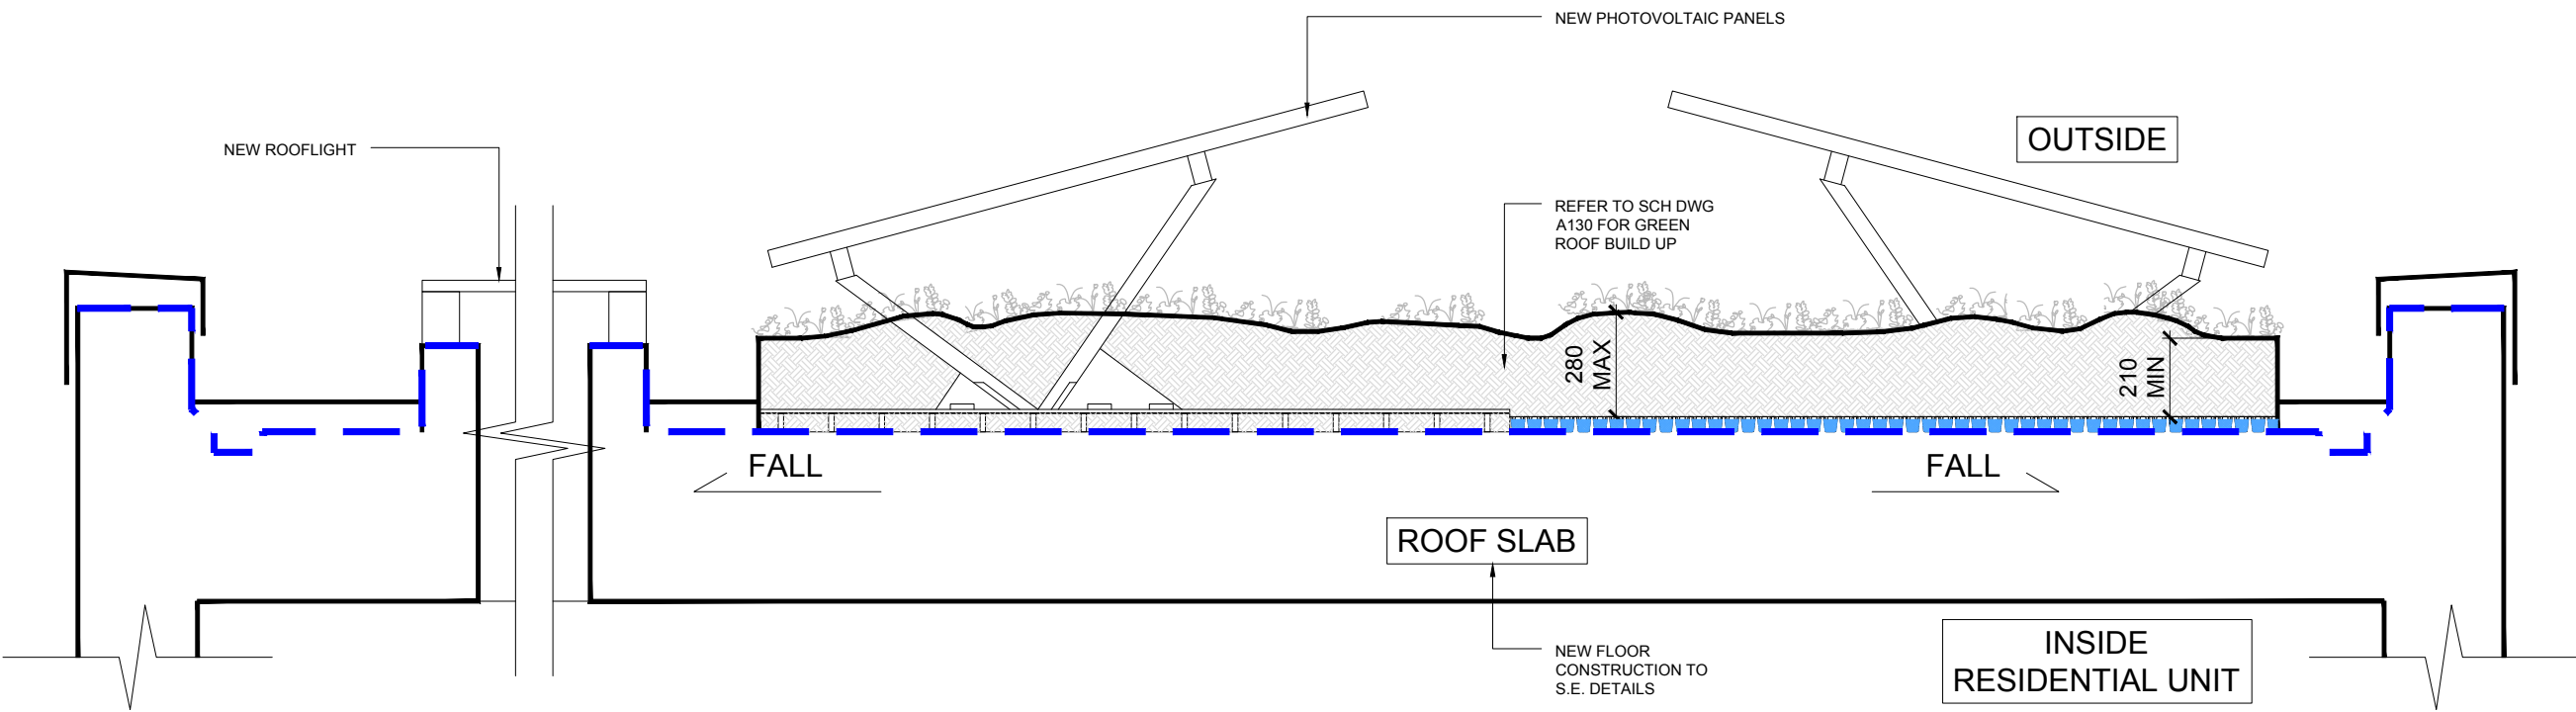 NEW PHOTOVOLTAIC PANELS
NEW ROOFLIGHT
OUTSIDE
REFER TO SCH DWG
A130 FOR GREEN
ROOF BUILD UP
280
MAX
210
MIN
FALL
FALL
ROOF SLAB
NEW FLOOR
CONSTRUCTION TO
S.E. DETAILS
INSIDE
RESIDENTIAL UNIT